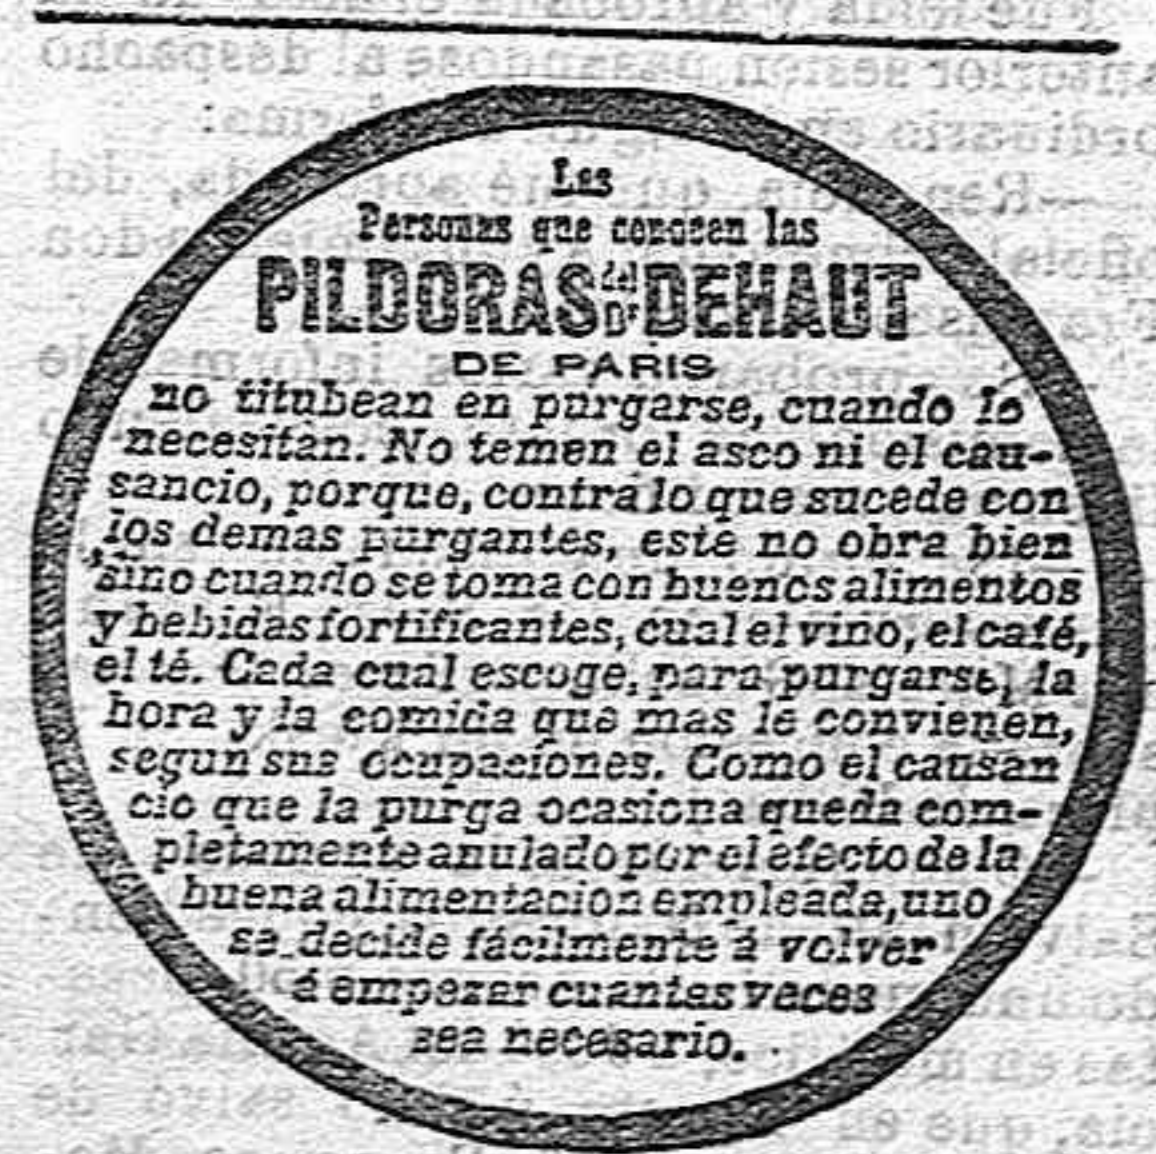 Las
Personas que conocen las
PILDORAS del DR DEHAUT
DE PARIS
no titubean en purgarse, cuando lo
necesitan. No temen el asco ni el cau-
sancio, porque, contra lo que sucede con
los demas purgantes, este no obra bien
sino cuando se toma con buenos alimentos
y bebidas fortificantes, cual el vino, el café,
el té. Cada cual escoge, para purgarse, la
hora y la comida que mas le convienen,
segun sus ocupaciones. Como el causan
cio que la purga ocasiona queda com-
pletamente anulado por el efecto de la
buena alimentacion empleada, uno
se decide fácilmente á volver
á empezar cuantas veces
sea necesario.